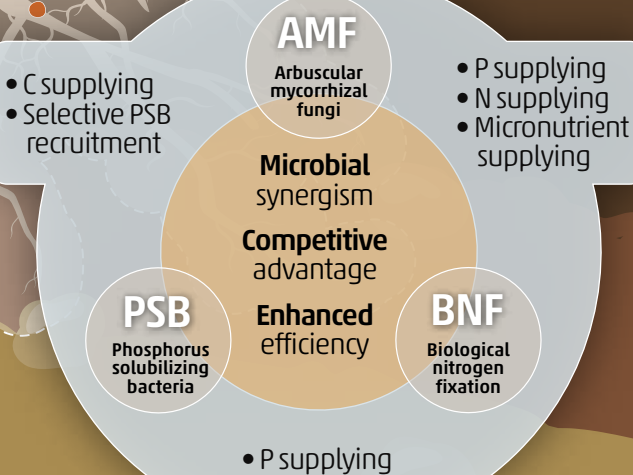 AMF
Arbuscular
mycorrhizal
fungi
• C supplying
• Selective PSB
recruitment
• P supplying
• N supplying
• Micronutrient
supplying
Microbial
synergism
Competitive
advantage
Enhanced
efficiency
PSB
Phosphorus
solubilizing
bacteria
BNF
Biological
nitrogen
fixation
• P supplying